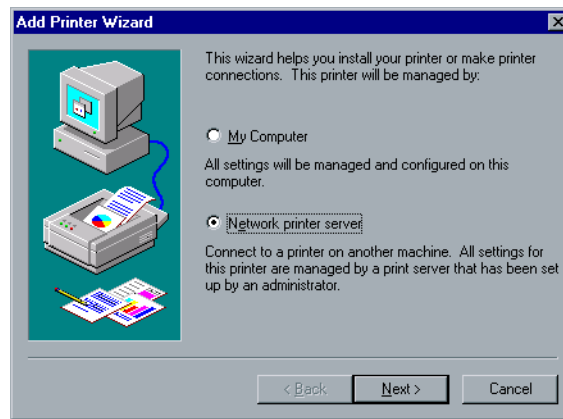 Add Printer Wizard
This wizard helps you install your printer or make printer
connections. This printer will be managed by:
My Computer
All settings will be managed and configured on this
computer.
Network printer server
Connect to a printer on another machine. All settings for
this printer are managed by a print server that has been set
up by an administrator.
< Back
Next >
Cancel